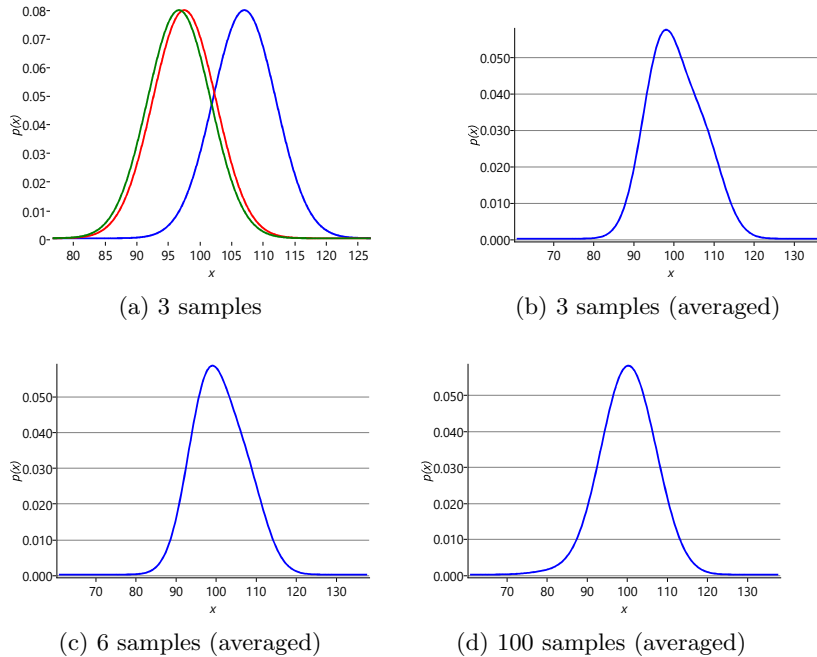 0.08
0.07
0.06
0.05
0.04
0.03
0.02
0.01
0
p(x)
80 85 90 95 100 105 110 115 120 125
x
(a) 3 samples
0.050
0.040
0.030
0.020
0.010
0.000
p(x)
70 80 90 100 110 120 130
x
(b) 3 samples (averaged)
0.050
0.040
0.030
0.020
0.010
0.000
p(x)
70 80 90 100 110 120 130
x
(c) 6 samples (averaged)
0.050
0.040
0.030
0.020
0.010
0.000
p(x)
70 80 90 100 110 120 130
x
(d) 100 samples (averaged)